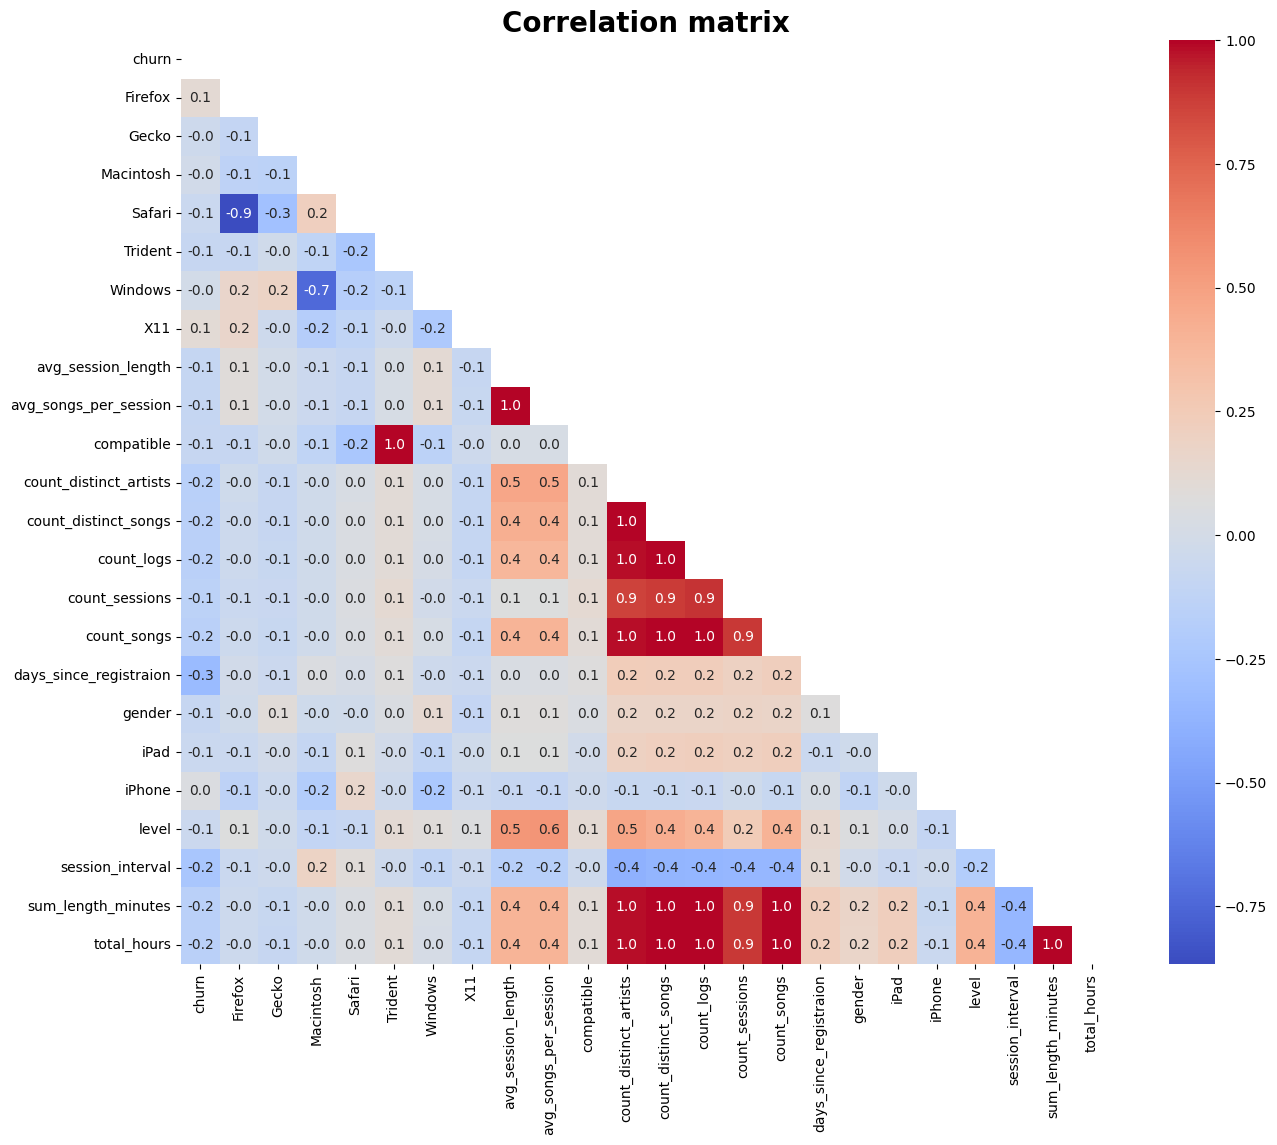 Correlation matrix
churn
Firefox 0.1
Gecko -0.0 -0.1
Macintosh -0.0 -0.1 -0.1
Safari -0.1 -0.9 -0.3 0.2
Trident -0.1 -0.1 -0.0 -0.1 -0.2
Windows -0.0 0.2 0.2 -0.7 -0.2 -0.1
X11 0.1 0.2 -0.0 -0.2 -0.1 -0.0 -0.2
avg_session_length -0.1 0.1 -0.0 -0.1 -0.1 0.0 0.1 -0.1
avg_songs_per_session -0.1 0.1 -0.0 -0.1 -0.1 0.0 0.1 -0.1 1.0
compatible -0.1 -0.1 -0.0 -0.1 -0.2 1.0 -0.1 -0.0 0.0 0.0
count_distinct_artists -0.2 -0.0 -0.1 -0.0 0.0 0.1 0.0 -0.1 0.5 0.5 0.1
count_distinct_songs -0.2 -0.0 -0.1 -0.0 0.0 0.1 0.0 -0.1 0.4 0.4 0.1 1.0
count_logs -0.2 -0.0 -0.1 -0.0 0.0 0.1 0.0 -0.1 0.4 0.4 0.1 1.0 1.0
count_sessions -0.1 -0.1 -0.1 -0.0 0.0 0.1 -0.0 -0.1 0.1 0.1 0.1 0.9 0.9 0.9
count_songs -0.2 -0.0 -0.1 -0.0 0.0 0.1 0.0 -0.1 0.4 0.4 0.1 1.0 1.0 1.0 0.9
days_since_registraion -0.3 -0.0 -0.1 0.0 0.0 0.1 -0.0 -0.1 0.0 0.0 0.1 0.2 0.2 0.2 0.2 0.2
gender -0.1 -0.0 0.1 -0.0 -0.0 0.0 0.1 -0.1 0.1 0.1 0.0 0.2 0.2 0.2 0.2 0.2 0.1
iPad -0.1 -0.1 -0.0 -0.1 0.1 -0.0 -0.1 -0.0 0.1 0.1 -0.0 0.2 0.2 0.2 0.2 0.2 -0.1 -0.0
iPhone 0.0 -0.1 -0.0 -0.2 0.2 -0.0 -0.2 -0.1 -0.1 -0.1 -0.0 -0.1 -0.1 -0.1 -0.0 -0.1 0.0 -0.1 -0.0
level -0.1 0.1 -0.0 -0.1 -0.1 0.1 0.1 0.1 0.5 0.6 0.1 0.5 0.4 0.4 0.2 0.4 0.1 0.1 0.0 -0.1
session_interval -0.2 -0.1 -0.0 0.2 0.1 -0.0 -0.1 -0.1 -0.2 -0.2 -0.0 -0.4 -0.4 -0.4 -0.4 -0.4 0.1 -0.0 -0.1 -0.0 -0.2
sum_length_minutes -0.2 -0.0 -0.1 -0.0 0.0 0.1 0.0 -0.1 0.4 0.4 0.1 1.0 1.0 1.0 0.9 1.0 0.2 0.2 0.2 -0.1 0.4 -0.4
total_hours -0.2 -0.0 -0.1 -0.0 0.0 0.1 0.0 -0.1 0.4 0.4 0.1 1.0 1.0 1.0 0.9 1.0 0.2 0.2 0.2 -0.1 0.4 -0.4 1.0
churn
Firefox
Gecko
Macintosh
Safari
Trident
Windows
X11
avg_session_length
avg_songs_per_session
compatible
count_distinct_artists
count_distinct_songs
count_logs
count_sessions
count_songs
days_since_registraion
gender
iPad
iPhone
level
session_interval
sum_length_minutes
total_hours
1.00
0.75
0.50
0.25
0.00
−0.25
−0.50
−0.75